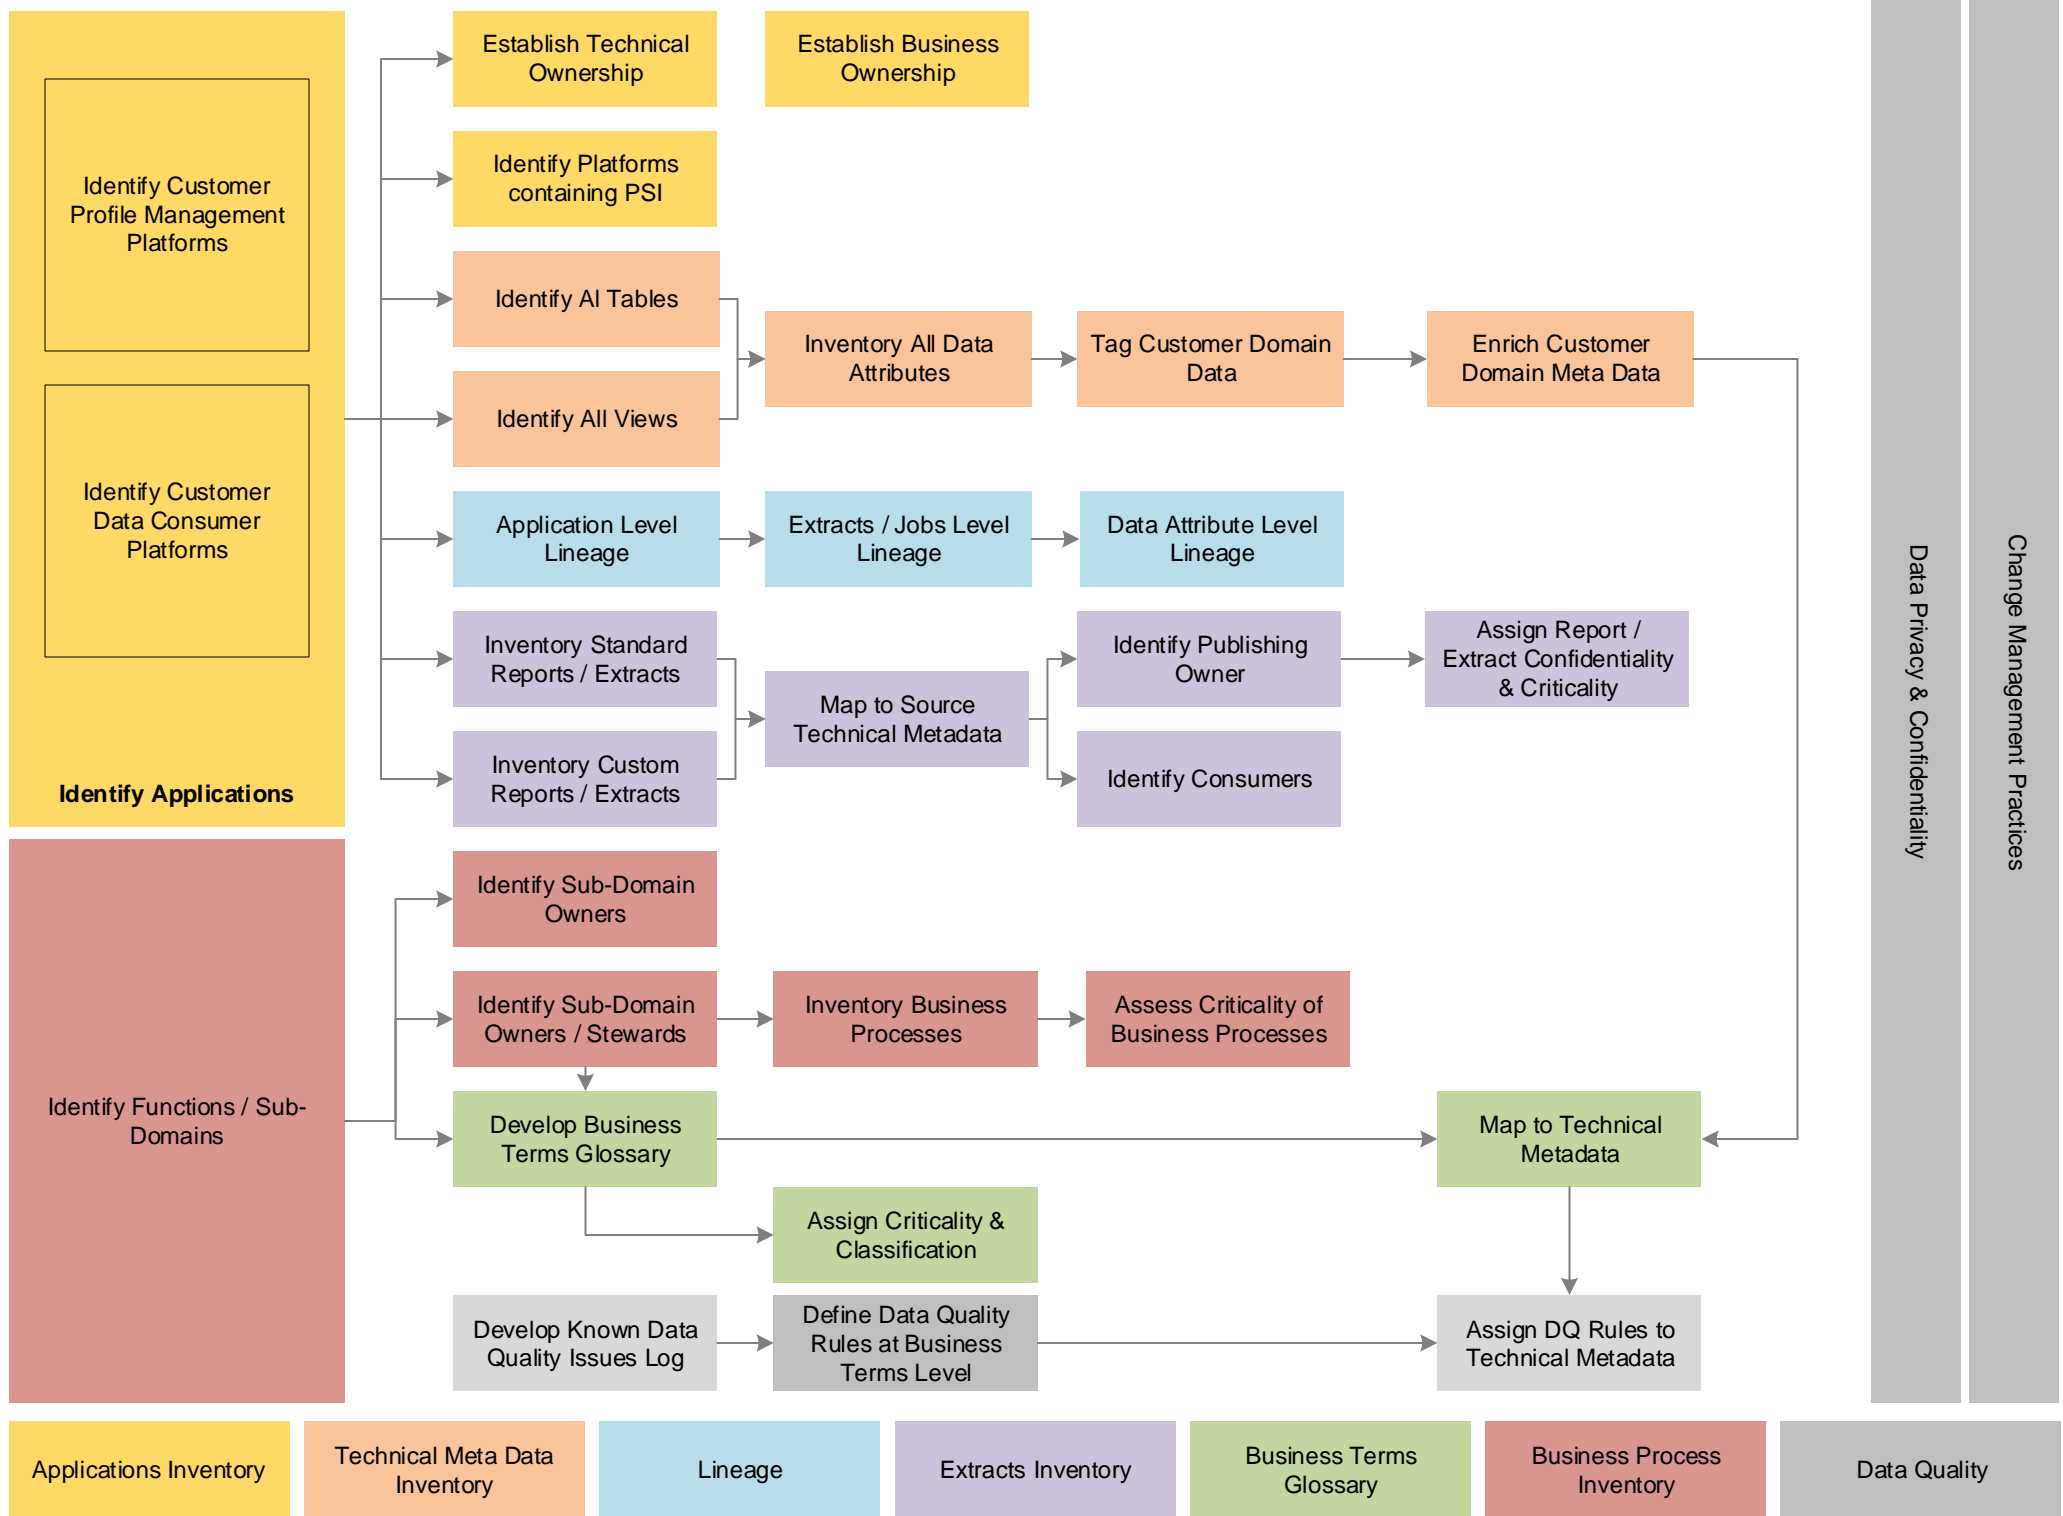 Establish Technical
Ownership
Establish Business
Ownership
Identify Customer
Profile Management
Platforms
Identify Platforms
containing PSI
Identify Al Tables
Inventory All Data
Attributes
Tag Customer Domain
Data
Enrich Customer
Domain Meta Data
Identify All Views
Identify Customer
Data Consumer
Platforms
Application Level
Lineage
Extracts / Jobs Level
Lineage
Data Attribute Level
Lineage
Inventory Standard
Reports / Extracts
Map to Source
Technical Metadata
Identify Publishing
Owner
Assign Report /
Extract Confidentiality
& Criticality
Inventory Custom
Reports / Extracts
Identify Consumers
Identify Applications
Data Privacy & Confidentiality
Change Management Practices
Identify Sub-Domain
Owners
Identify Sub-Domain
Owners / Stewards
Inventory Business
Processes
Assess Criticality of
Business Processes
Identify Functions / Sub-
Domains
Develop Business
Terms Glossary
Map to Technical
Metadata
Assign Criticality &
Classification
Develop Known Data
Quality Issues Log
Define Data Quality
Rules at Business
Terms Level
Assign DQ Rules to
Technical Metadata
Applications Inventory
Technical Meta Data
Inventory
Lineage
Extracts Inventory
Business Terms
Glossary
Business Process
Inventory
Data Quality